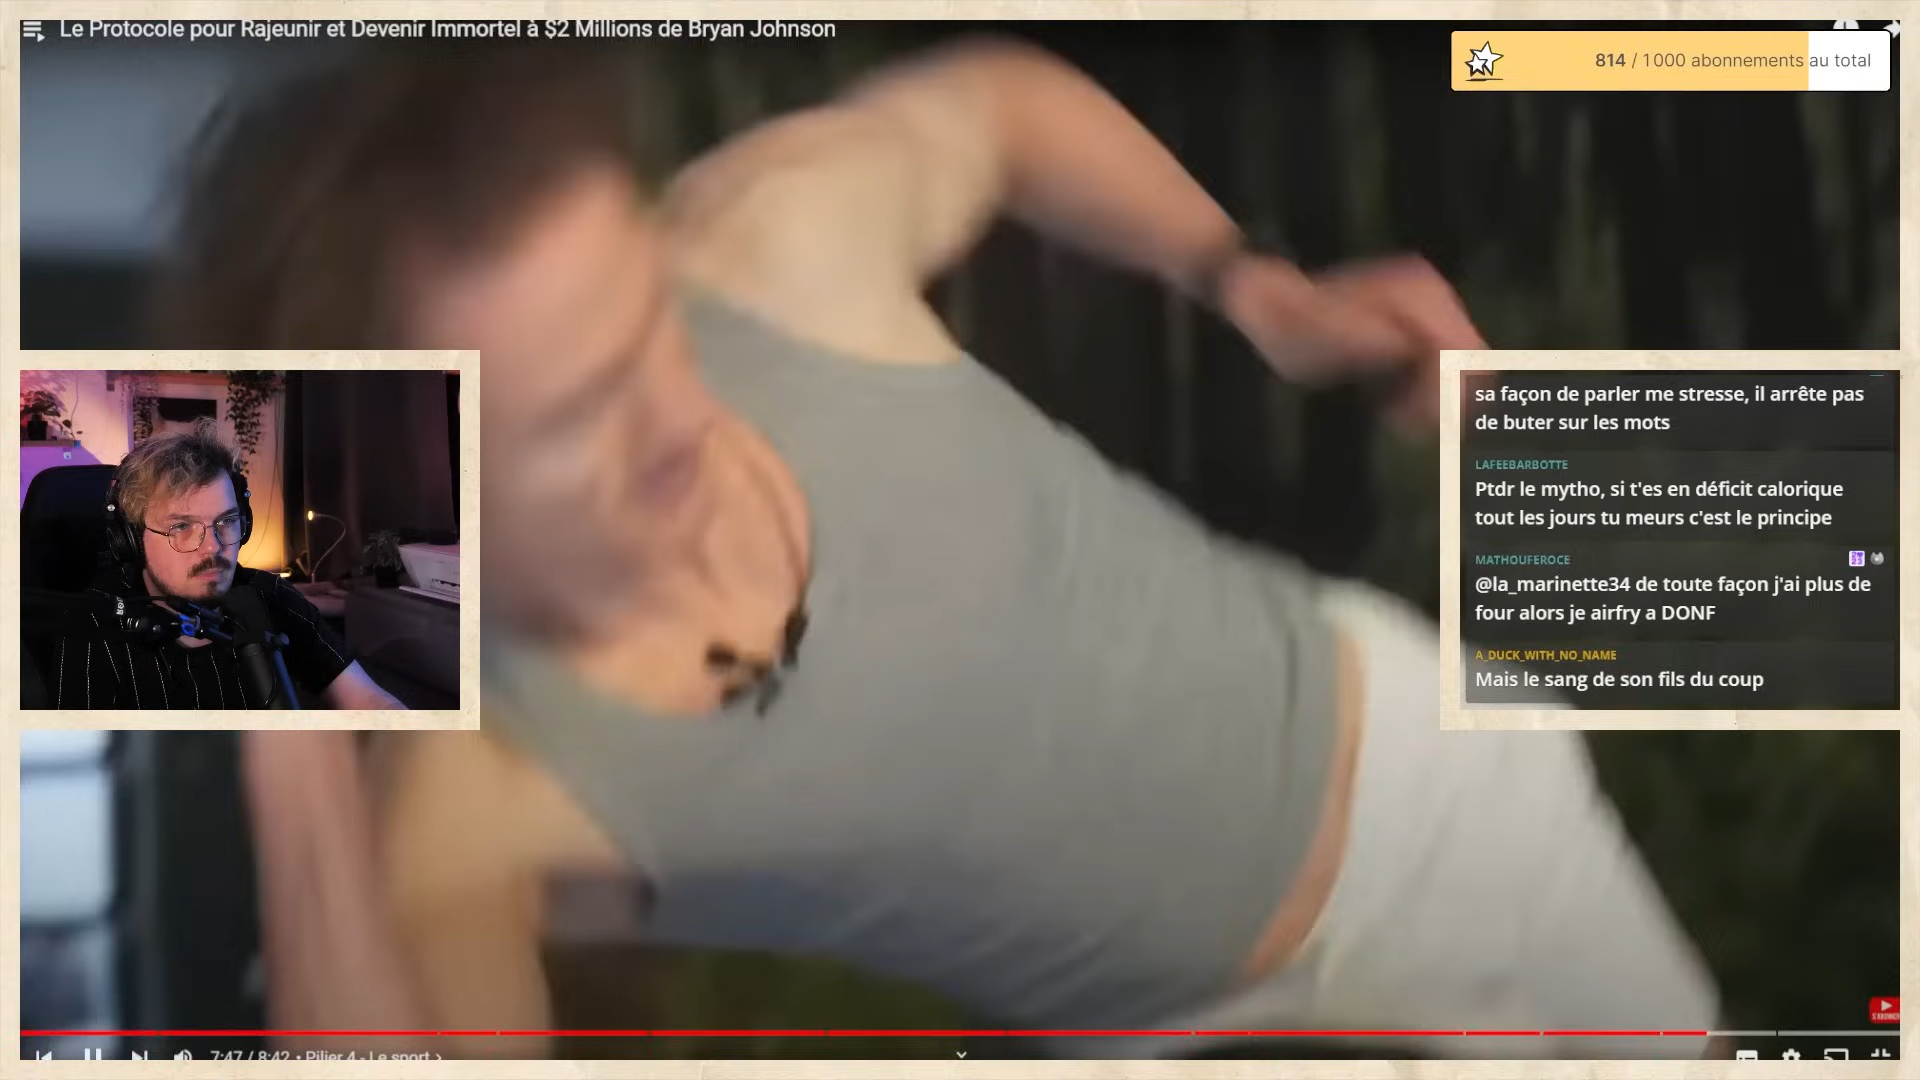 Le Protocole pour Rajeunir et Devenir Immortel à $2 Millions de Bryan Johnson
814 / 1000 abonnements au total
sa façon de parler me stresse, il arrête pas
de buter sur les mots
LAFEEBARBOTTE
Ptdr le mytho, si t'es en déficit calorique
tout les jours tu meurs c'est le principe
MATHOUFEROCE
@la_marinette34 de toute façon j'ai plus de
four alors je airfry a DONF
A_DUCK_WITH_NO_NAME
Mais le sang de son fils du coup
7:47 / 8:42 • Pilier 4 - Le sport